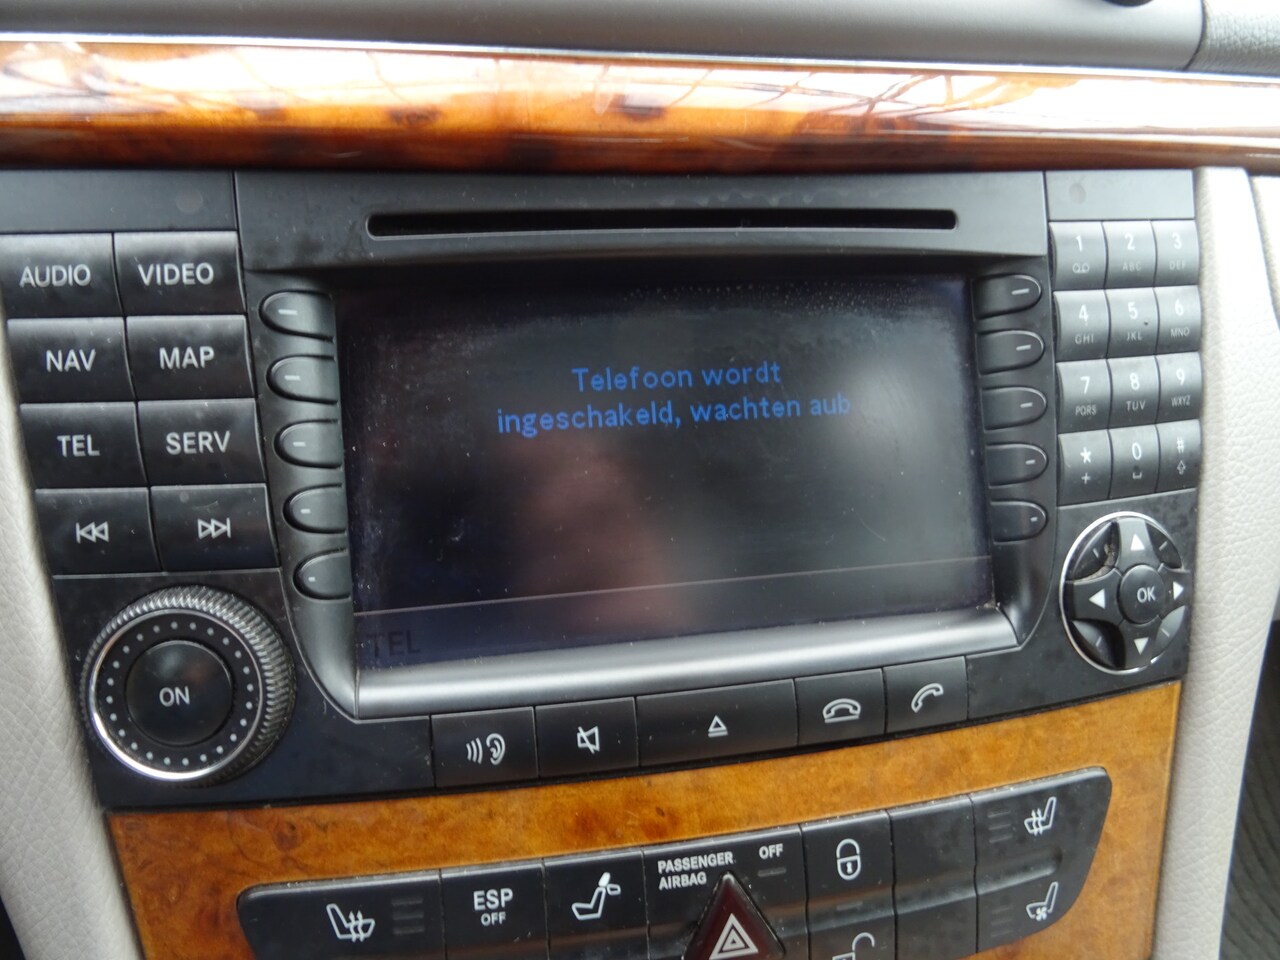 AUDIO VIDEO
NAV MAP
TEL SERV
ON
Telefoon wordt
ingeschakeld, wachten aub
TEL
1 2 3
ABC DEF
4 5 6
GHI JKL MNO
7 8 9
PQRS TUV WXYZ
* 0 #
+
OK
ESP
OFF
PASSENGER
AIRBAG
OFF